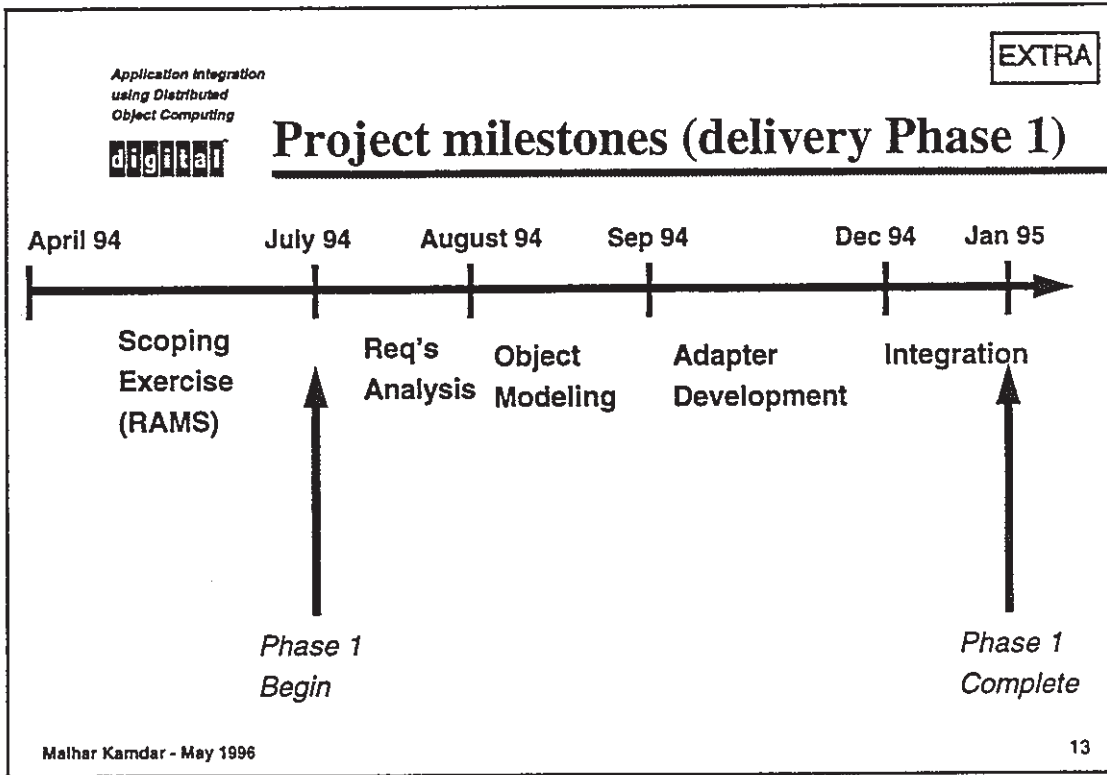 EXTRA
Application Integration
using Distributed
Object Computing
digital
Project milestones (delivery Phase 1)
April 94 July 94 August 94 Sep 94 Dec 94 Jan 95
Scoping
Exercise
(RAMS)
Req's
Analysis
Object
Modeling
Adapter
Development
Integration
Phase 1
Begin
Phase 1
Complete
Malhar Kamdar - May 1996
13